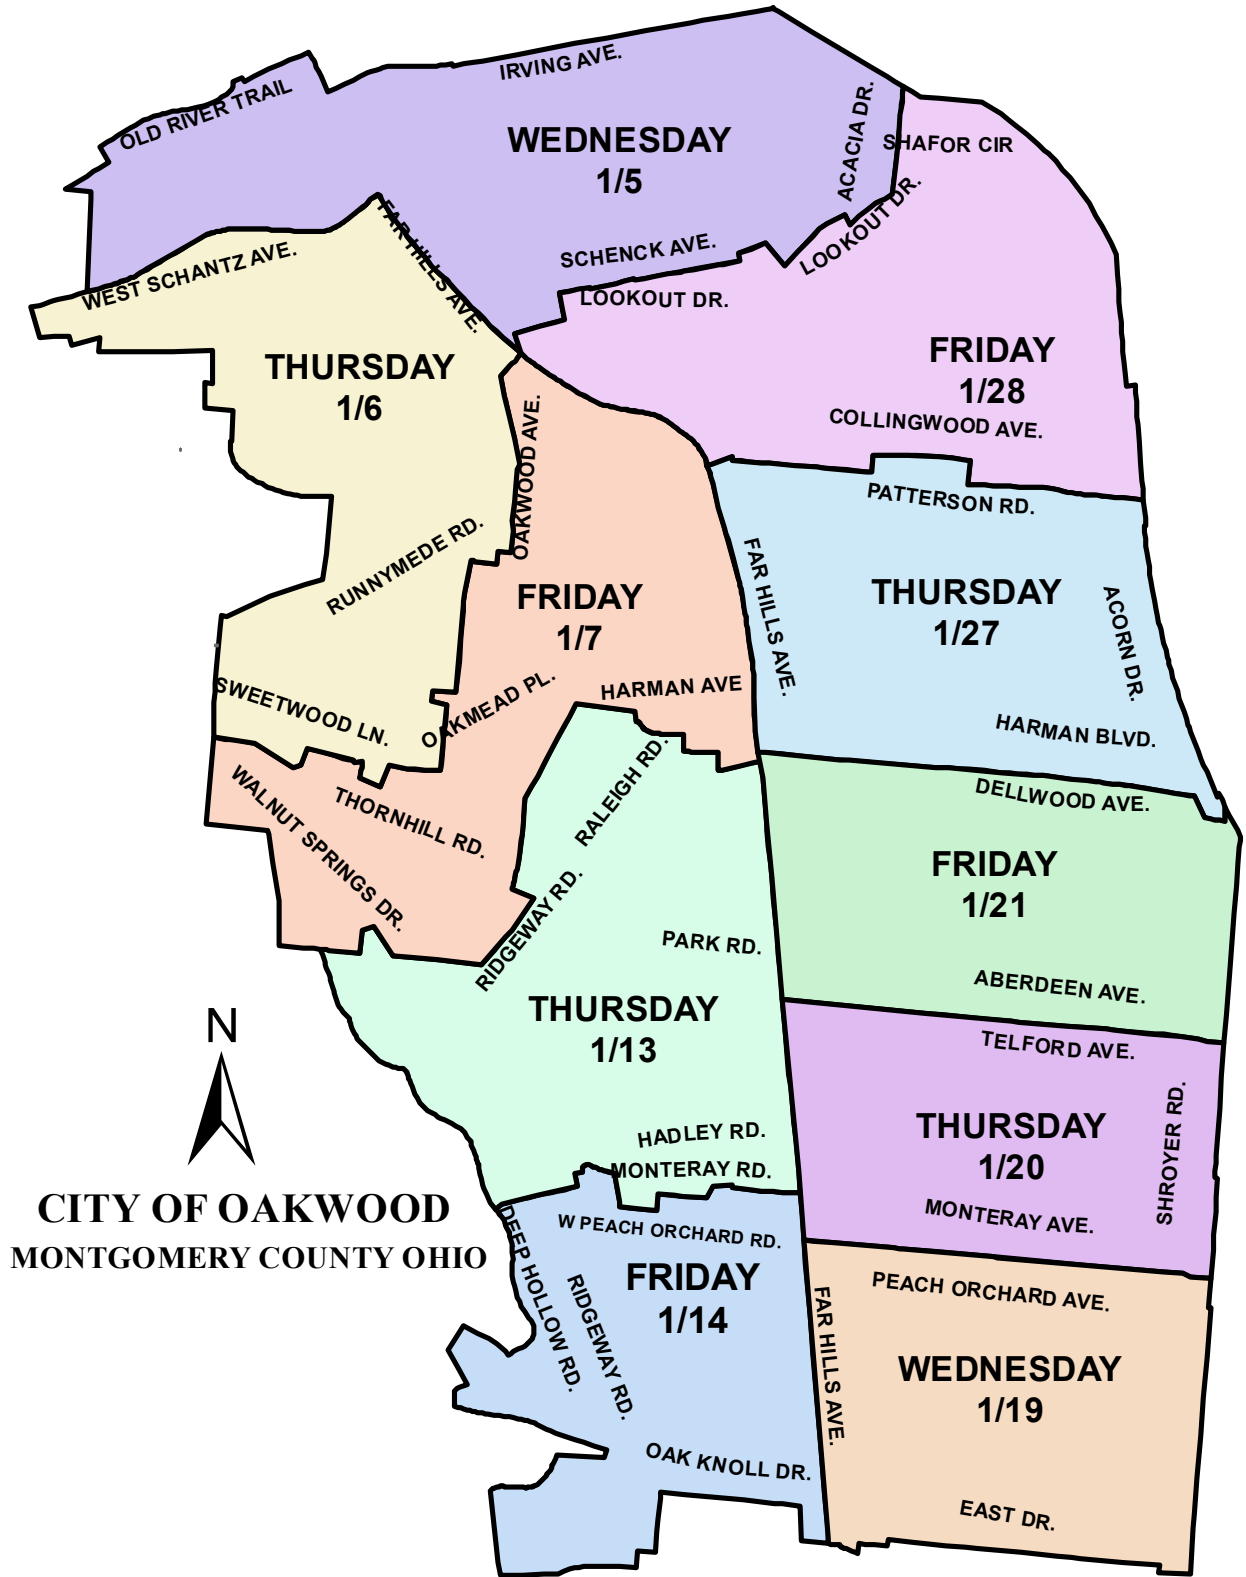 IRVING AVE.
OLD RIVER TRAIL
WEDNESDAY
1/5
ACACIA DR.
SHAFOR CIR
LOOKOUT DR.
FAR HILLS AVE.
SCHENCK AVE.
WEST SCHANTZ AVE.
LOOKOUT DR.
THURSDAY
1/6
FRIDAY
1/28
COLLINGWOOD AVE.
OAKWOOD AVE.
PATTERSON RD.
RUNNYMEDE RD.
FAR HILLS AVE.
THURSDAY
1/27
ACORN DR.
FRIDAY
1/7
SWEETWOOD LN.
OAKMEAD PL.
HARMAN AVE
HARMAN BLVD.
RALEIGH RD.
WALNUT SPRINGS DR.
THORNHILL RD.
DELLWOOD AVE.
FRIDAY
1/21
RIDGEWAY RD.
PARK RD.
ABERDEEN AVE.
THURSDAY
1/13
N
TELFORD AVE.
THURSDAY
1/20
SHROYER RD.
HADLEY RD.
MONTERAY RD.
CITY OF OAKWOOD
MONTGOMERY COUNTY OHIO
DEEP HOLLOW RD.
W PEACH ORCHARD RD.
MONTERAY AVE.
FRIDAY
1/14
RIDGEWAY RD.
FAR HILLS AVE.
PEACH ORCHARD AVE.
WEDNESDAY
1/19
OAK KNOLL DR.
EAST DR.